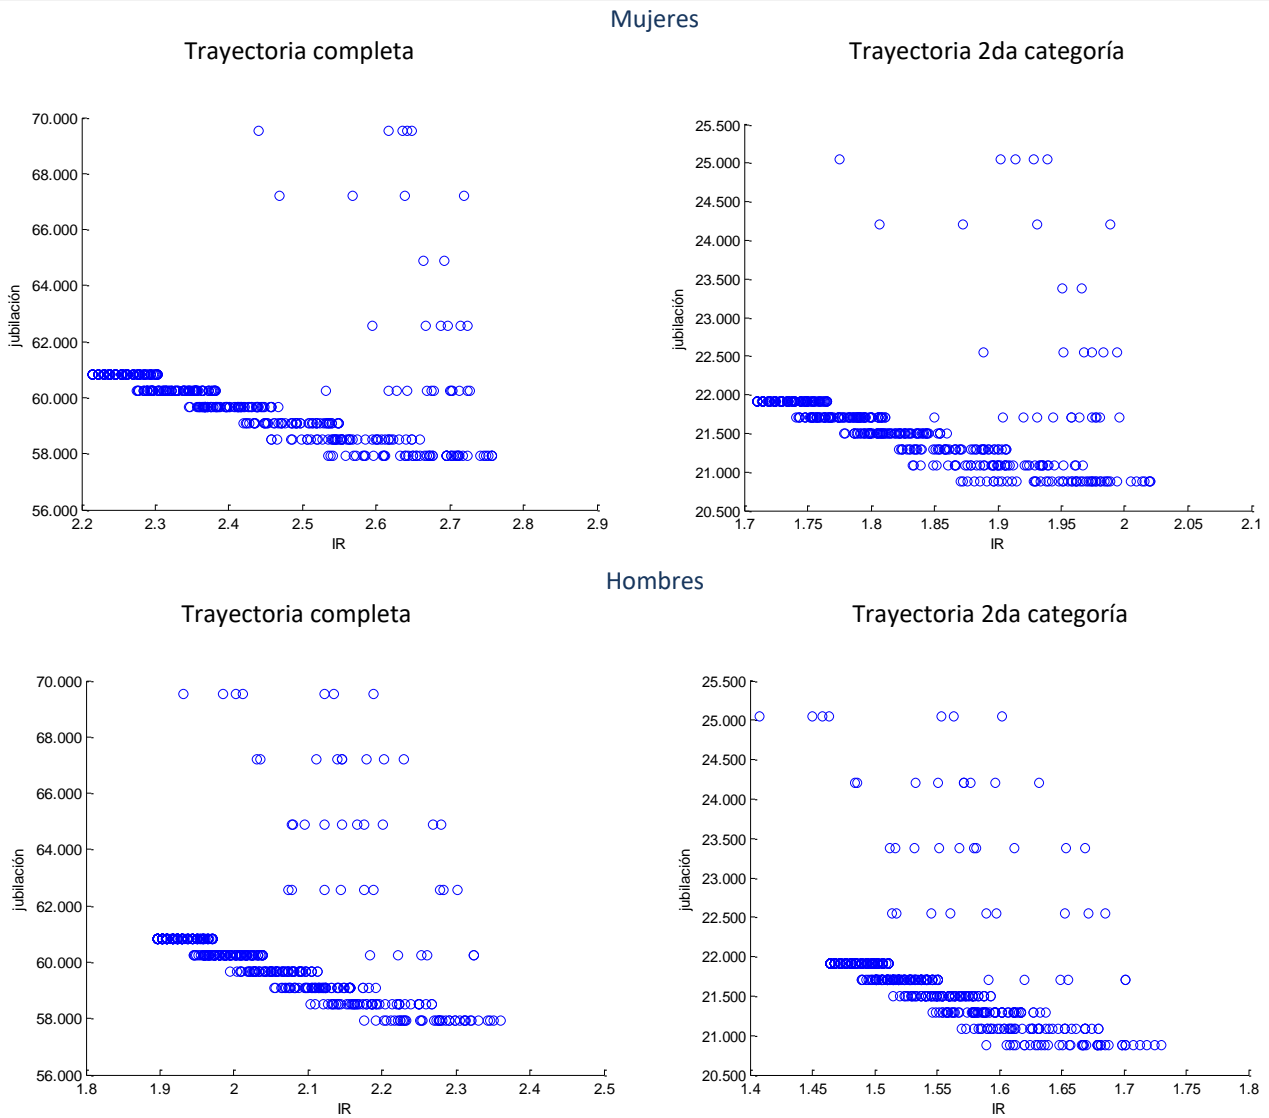 Mujeres
Trayectoria completa
70.000
68.000
66.000
64.000
62.000
60.000
58.000
56.000
jubilación
2.2 2.3 2.4 2.5 2.6 2.7 2.8 2.9
IR
Trayectoria 2da categoría
25.500
25.000
24.500
24.000
23.500
23.000
22.500
22.000
21.500
21.000
20.500
jubilación
1.7 1.75 1.8 1.85 1.9 1.95 2 2.05 2.1
IR
Hombres
Trayectoria completa
70.000
68.000
66.000
64.000
62.000
60.000
58.000
56.000
jubilación
1.8 1.9 2 2.1 2.2 2.3 2.4 2.5
IR
Trayectoria 2da categoría
25.500
25.000
24.500
24.000
23.500
23.000
22.500
22.000
21.500
21.000
20.500
jubilación
1.4 1.45 1.5 1.55 1.6 1.65 1.7 1.75 1.8
IR